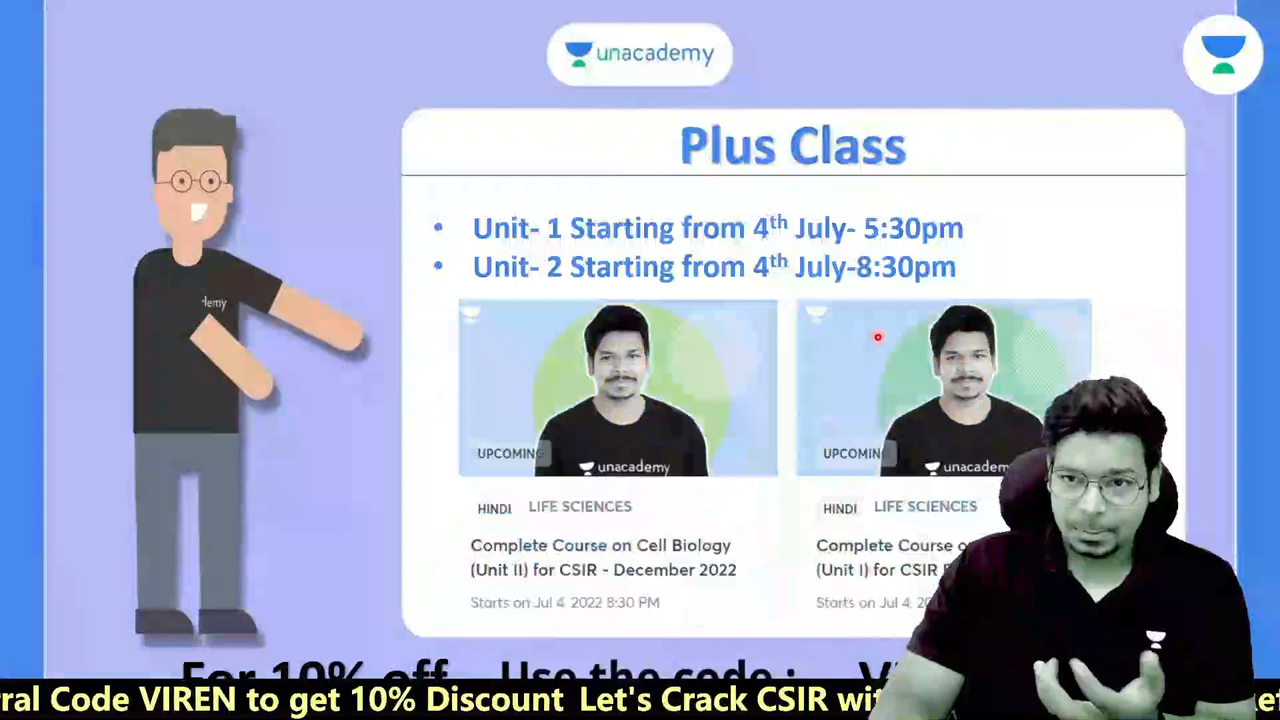 unacademy
Plus Class
• Unit- 1 Starting from 4th July- 5:30pm
• Unit- 2 Starting from 4th July-8:30pm
demy
UPCOMING
unacademy
HINDI LIFE SCIENCES
Complete Course on Cell Biology
(Unit II) for CSIR - December 2022
Starts on Jul 4, 2022 8:30 PM
UPCOMING
unacadem
HINDI LIFE SCIENCES
Complete Course o
(Unit I) for CSIR
Starts on Jul 4, 20
For 10% off Use the code : V
rral Code VIREN to get 10% Discount Let's Crack CSIR wit